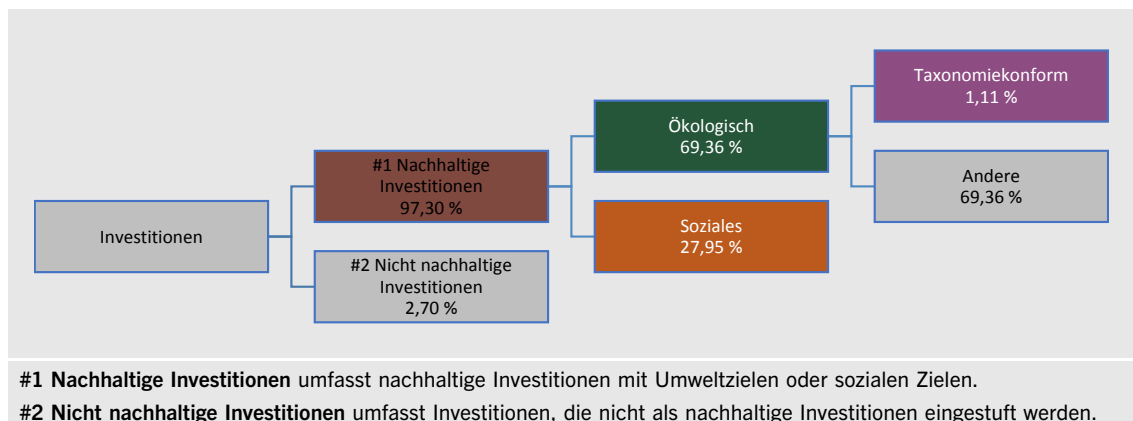 Investitionen
#1 Nachhaltige
Investitionen
97,30 %
#2 Nicht nachhaltige
Investitionen
2,70 %
Ökologisch
69,36 %
Soziales
27,95 %
Taxonomiekonform
1,11 %
Andere
69,36 %
#1 Nachhaltige Investitionen umfasst nachhaltige Investitionen mit Umweltzielen oder sozialen Zielen.
#2 Nicht nachhaltige Investitionen umfasst Investitionen, die nicht als nachhaltige Investitionen eingestuft werden.